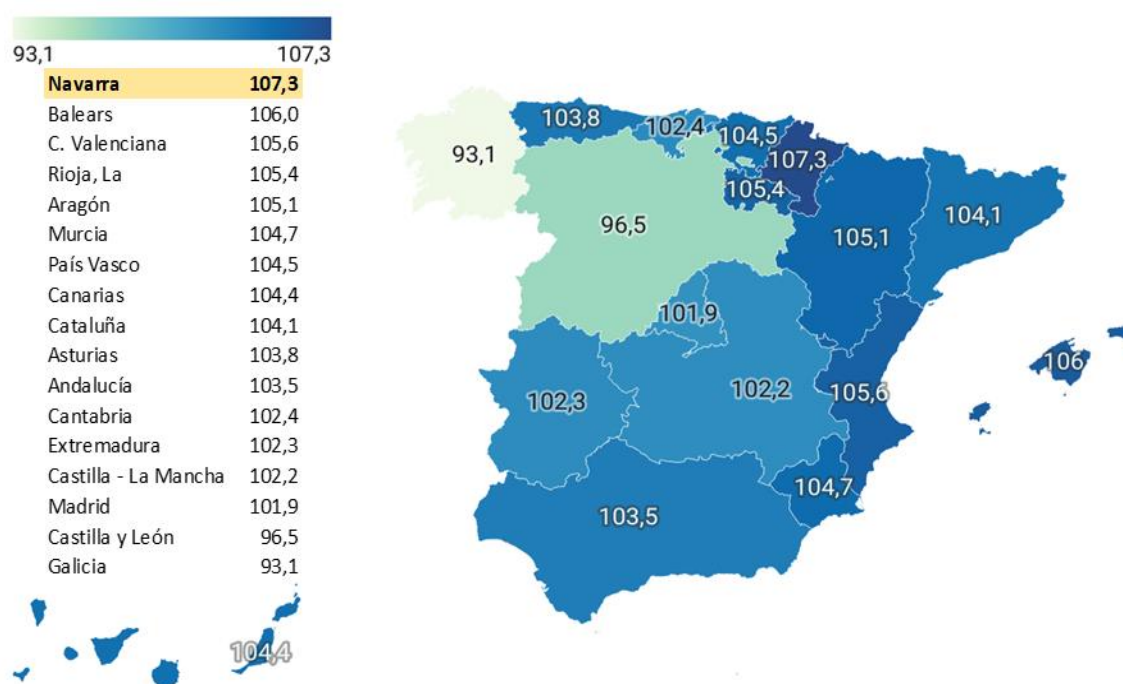 93,1 107,3
Navarra 107,3
Balears 106,0
C. Valenciana 105,6
Rioja, La 105,4
Aragón 105,1
Murcia 104,7
País Vasco 104,5
Canarias 104,4
Cataluña 104,1
Asturias 103,8
Andalucía 103,5
Cantabria 102,4
Extremadura 102,3
Castilla - La Mancha 102,2
Madrid 101,9
Castilla y León 96,5
Galicia 93,1
104,4
103,8
102,4
104,5
93,1
107,3
105,4
104,1
96,5
105,1
101,9
106
102,3
102,2
105,6
104,7
103,5